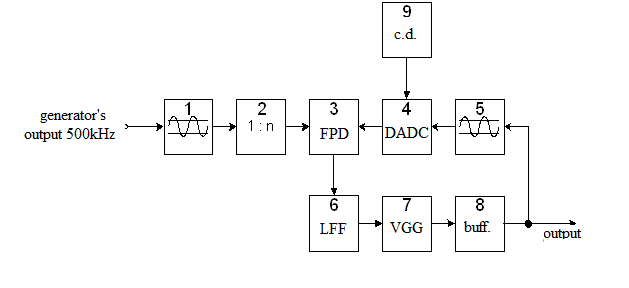 9
c.d.
generator's
output 500kHz
1
2
1 : n
3
FPD
4
DADC
5
6
LFF
7
VGG
8
buff.
output